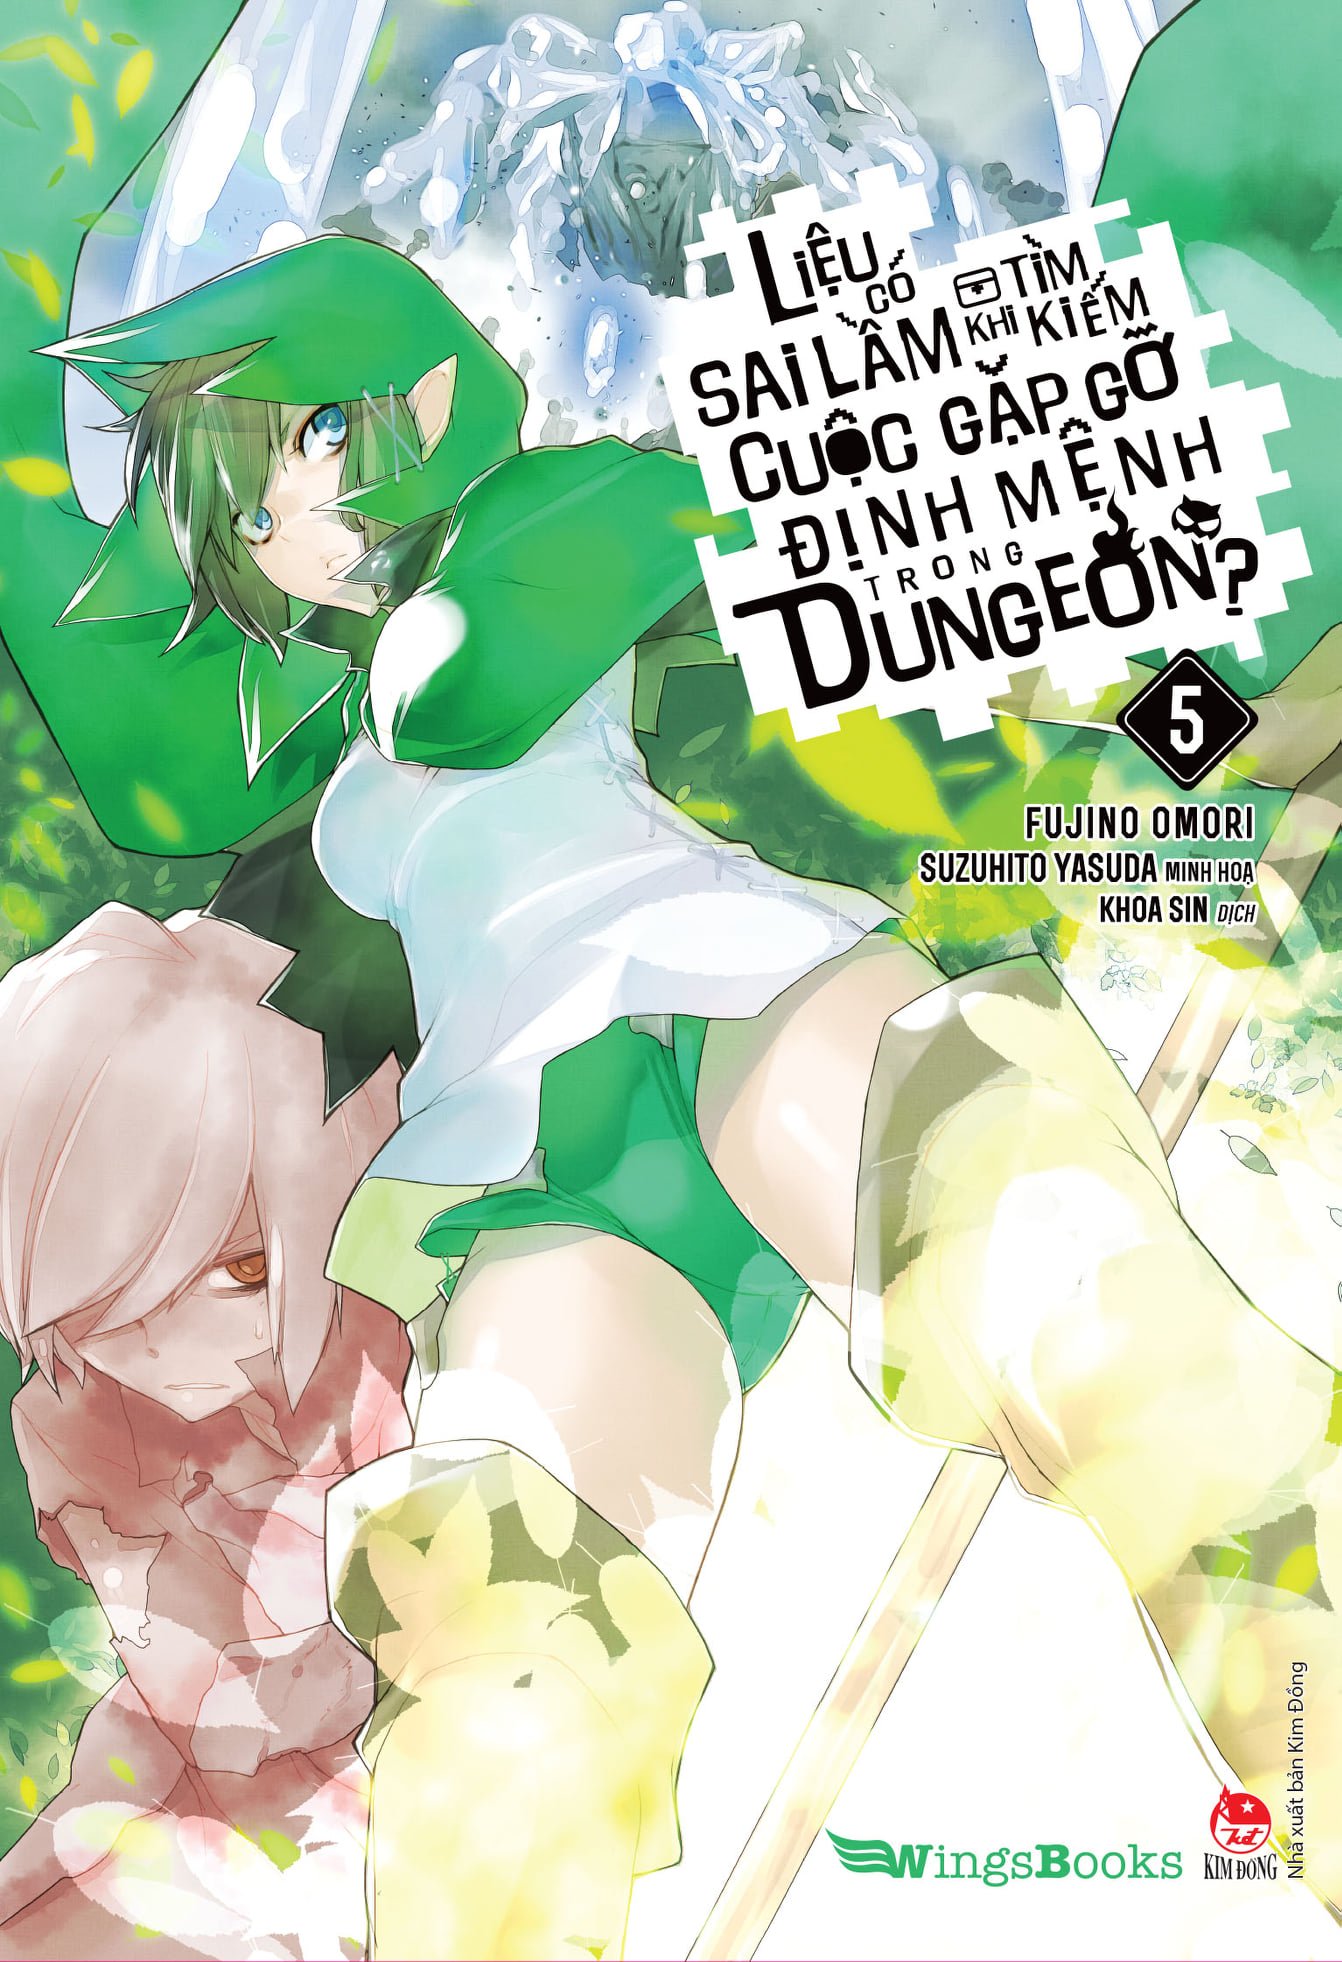 LIỆU CÓ
SAI LẦM KHI TÌM KIẾM
CUỘC GẶP GỠ
ĐỊNH MỆNH
TRONG
DUNGEON?
5
FUJINO OMORI
SUZUHITO YASUDA MINH HOẠ
KHOA SIN DỊCH
WingsBooks
kđ
KIM ĐỒNG
Nhà xuất bản Kim Đồng